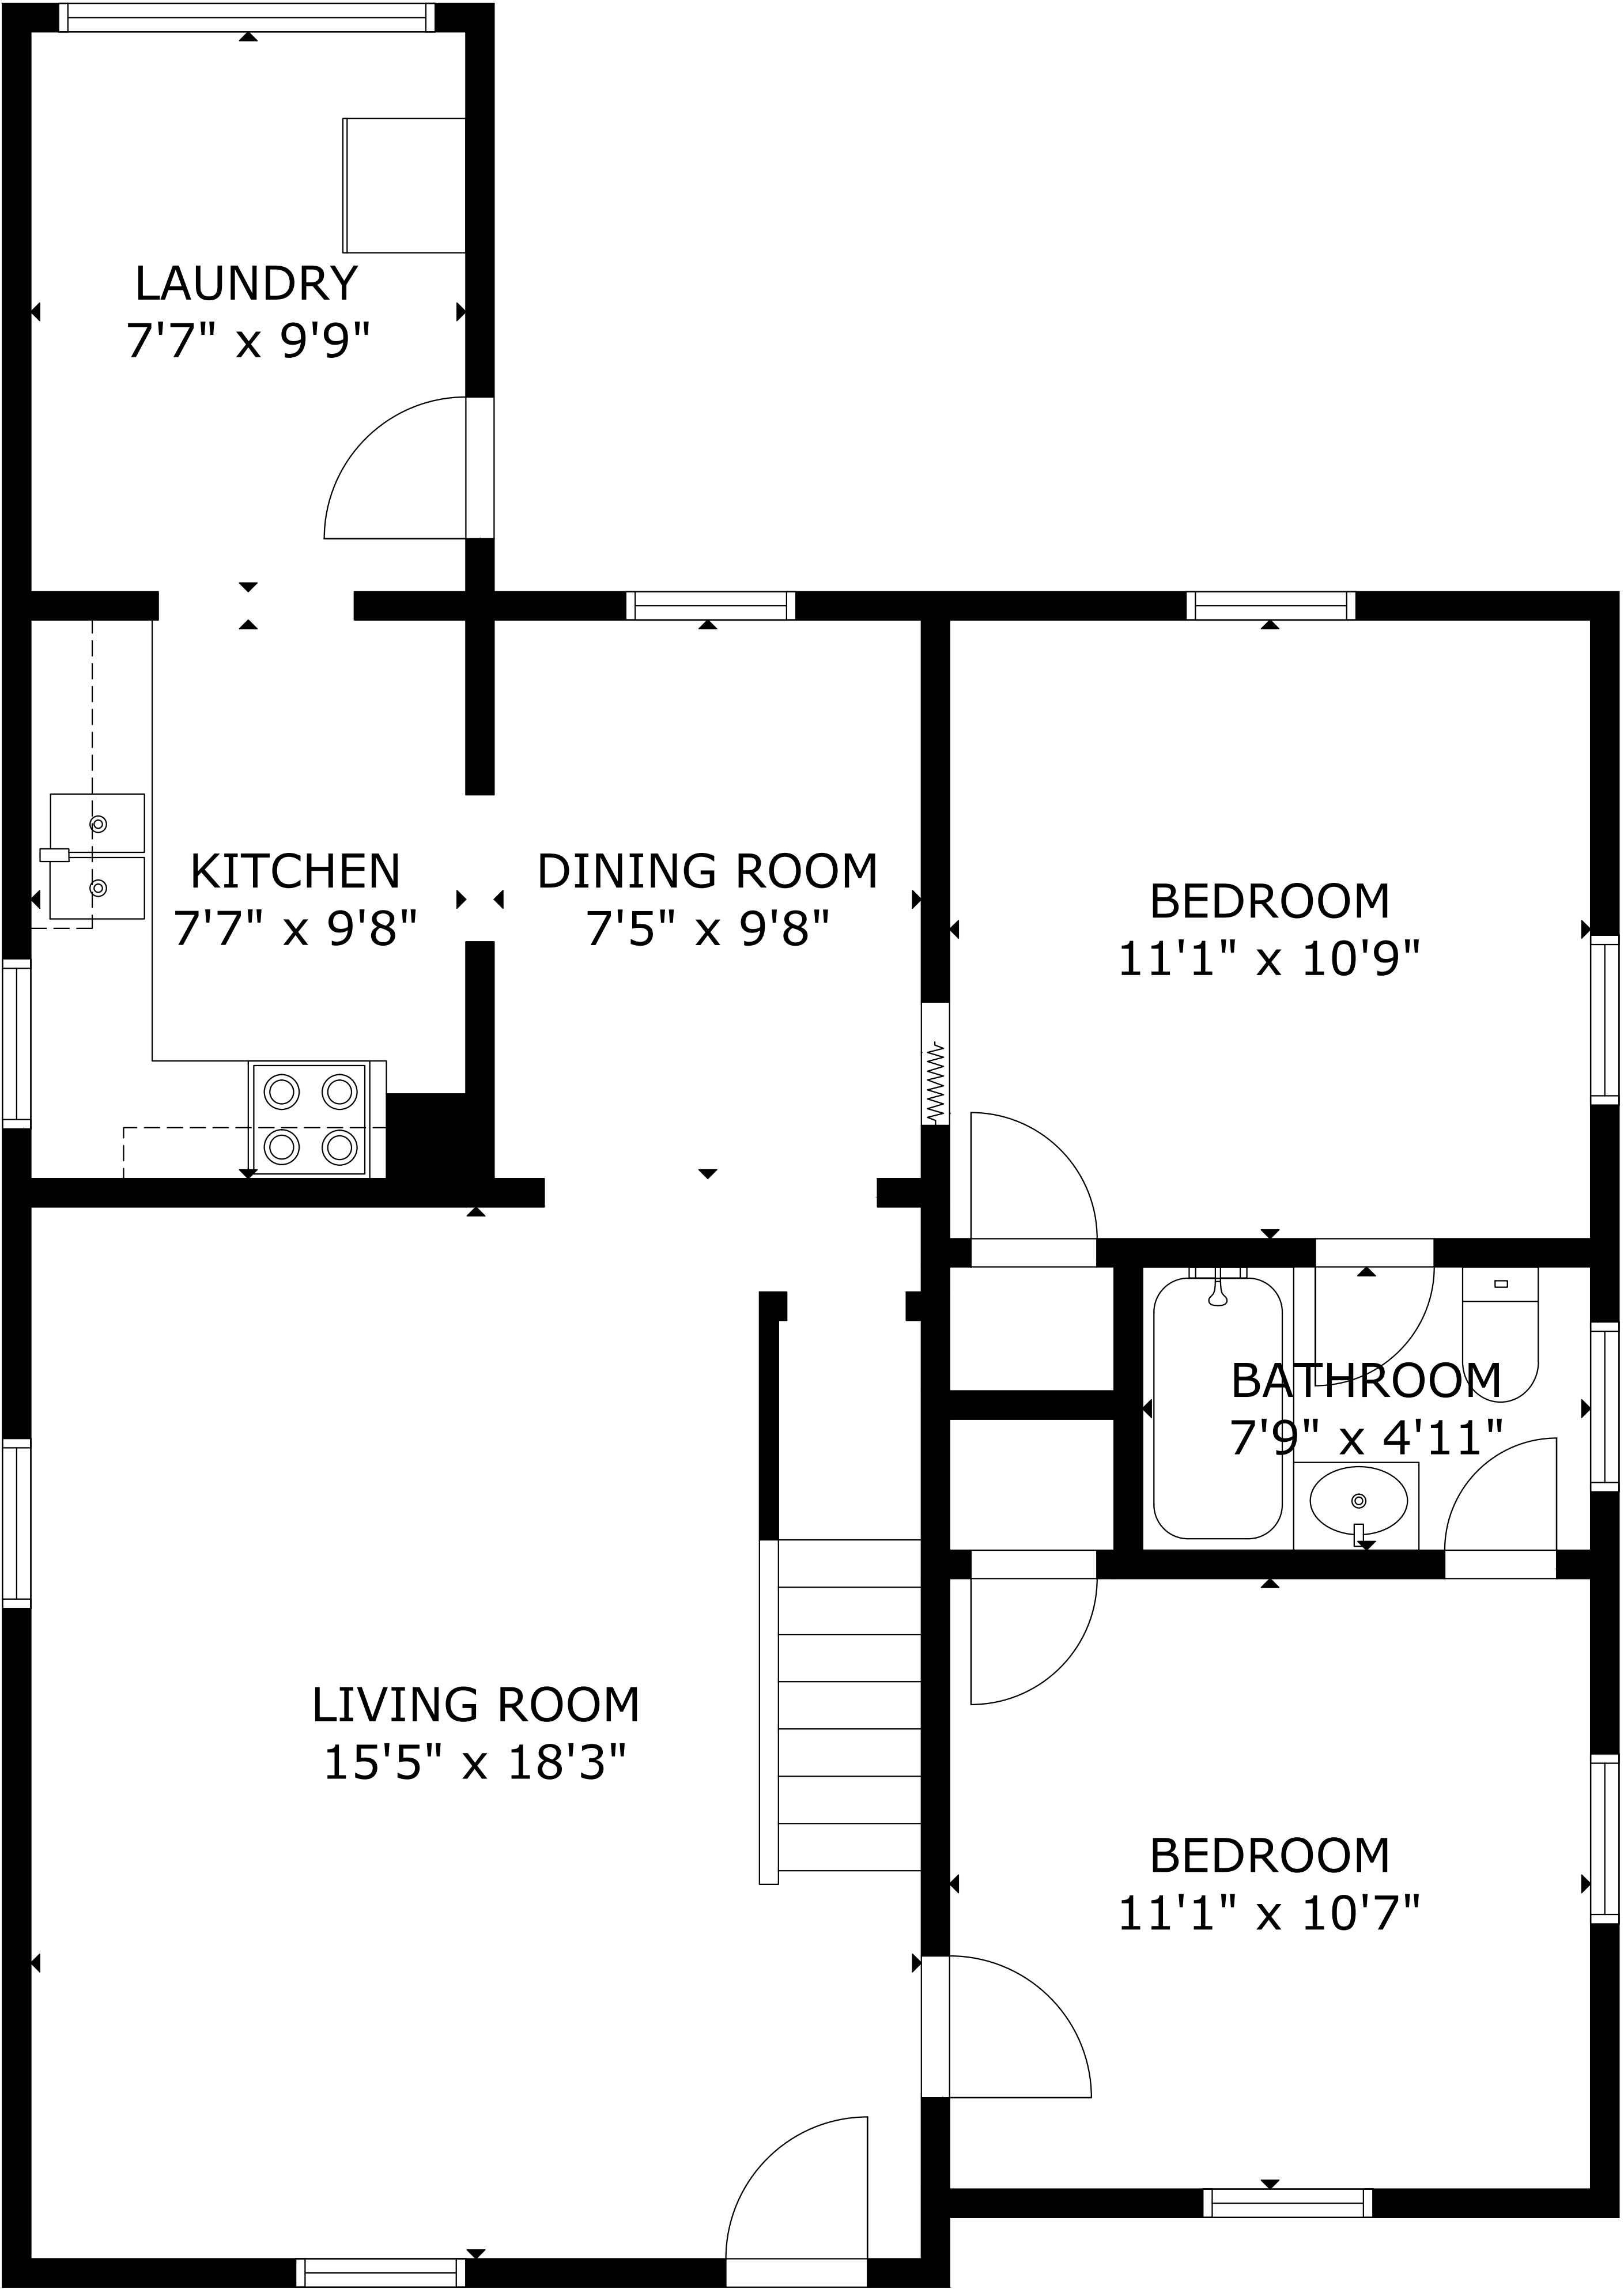 LAUNDRY
7'7" x 9'9"
KITCHEN
7'7" x 9'8"
DINING ROOM
7'5" x 9'8"
BEDROOM
11'1" x 10'9"
BATHROOM
7'9" x 4'11"
LIVING ROOM
15'5" x 18'3"
BEDROOM
11'1" x 10'7"